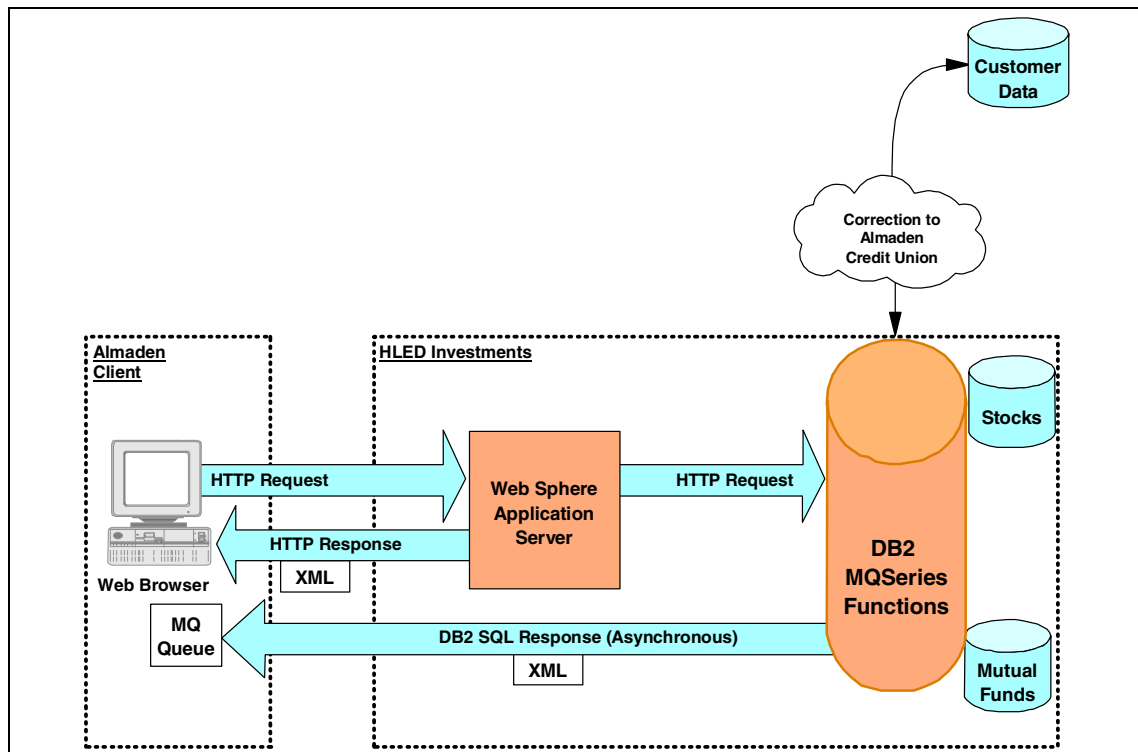 Customer
Data
Correction to
Almaden
Credit Union
Almaden
Client
HLED Investments
Stocks
HTTP Request
Web Sphere
Application
Server
HTTP Request
HTTP Response
XML
Web Browser
DB2
MQSeries
Functions
MQ
Queue
DB2 SQL Response (Asynchronous)
XML
Mutual
Funds